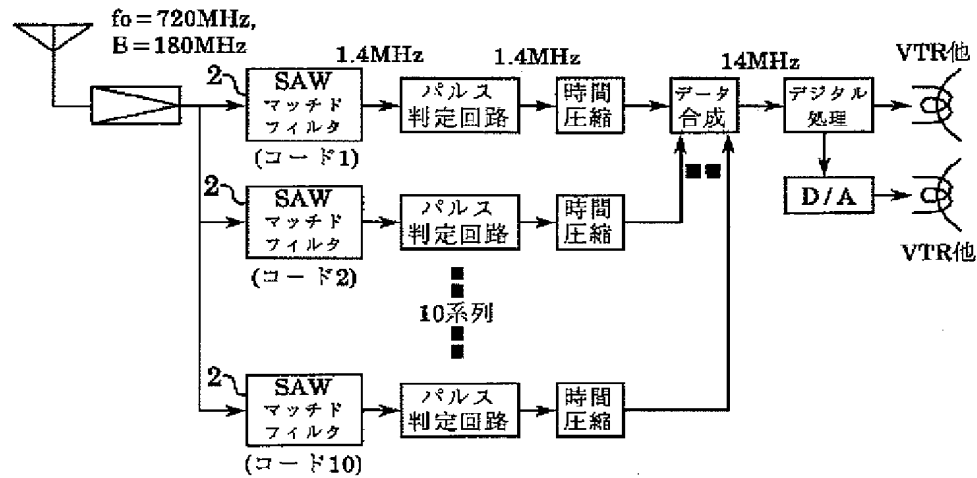 fo=720MHz,
B=180MHz
1.4MHz
1.4MHz
14MHz
VTR他
2
SAW
マッチド
フィルタ
(コード1)
パルス
判定回路
時間
圧縮
データ
合成
デジタル
処理
D/A
VTR他
2
SAW
マッチド
フィルタ
(コード2)
パルス
判定回路
時間
圧縮
10系列
2
SAW
マッチド
フィルタ
(コード10)
パルス
判定回路
時間
圧縮